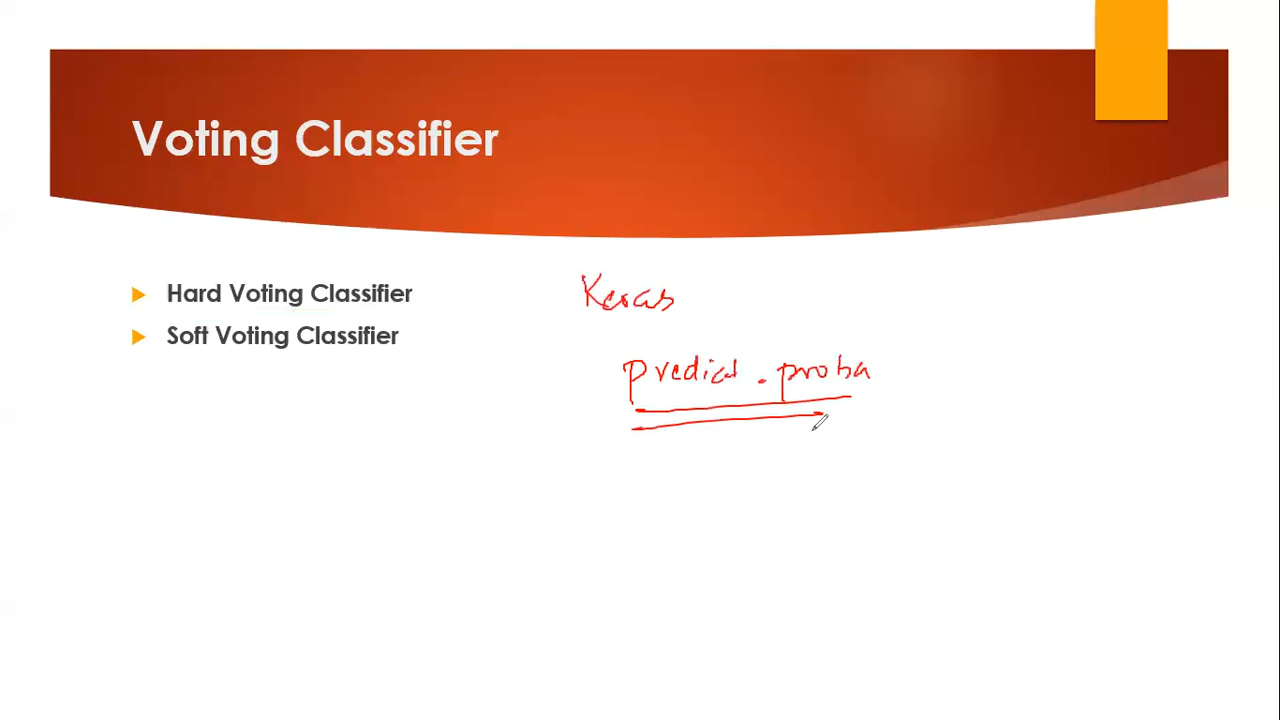 Voting Classifier
Hard Voting Classifier
Soft Voting Classifier
Keras
predict . proba